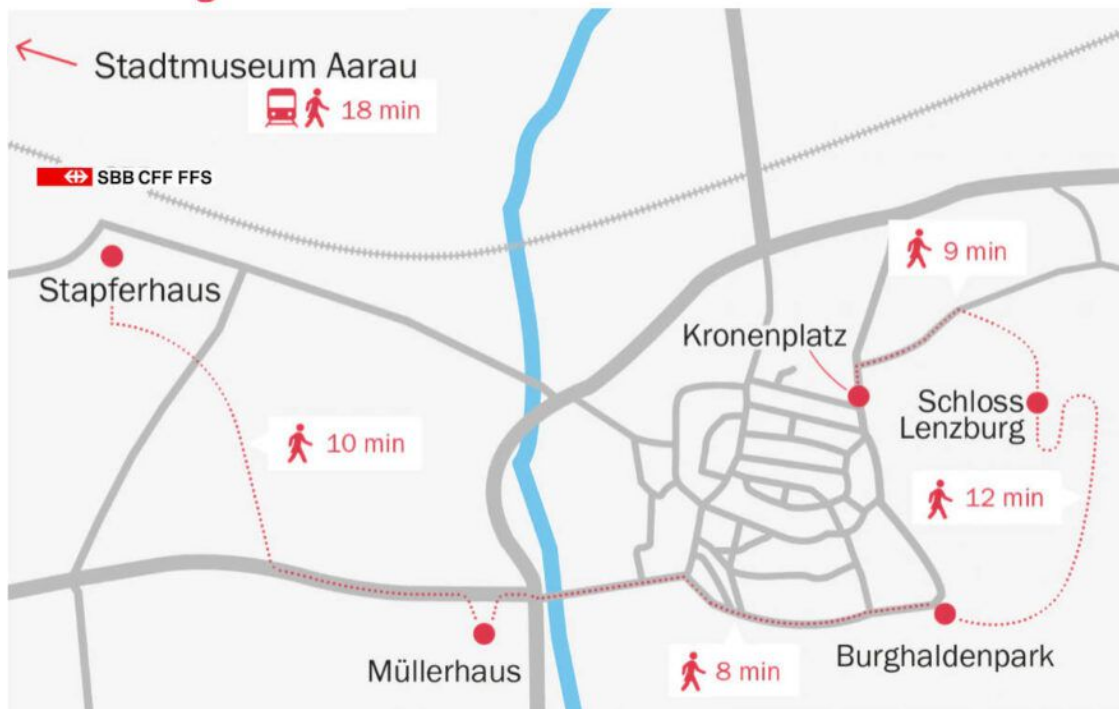 Stadtmuseum Aarau
18 min
SBB CFF FFS
9 min
Stapferhaus
Kronenplatz
Schloss
Lenzburg
10 min
12 min
Müllerhaus
8 min
Burghaldenpark